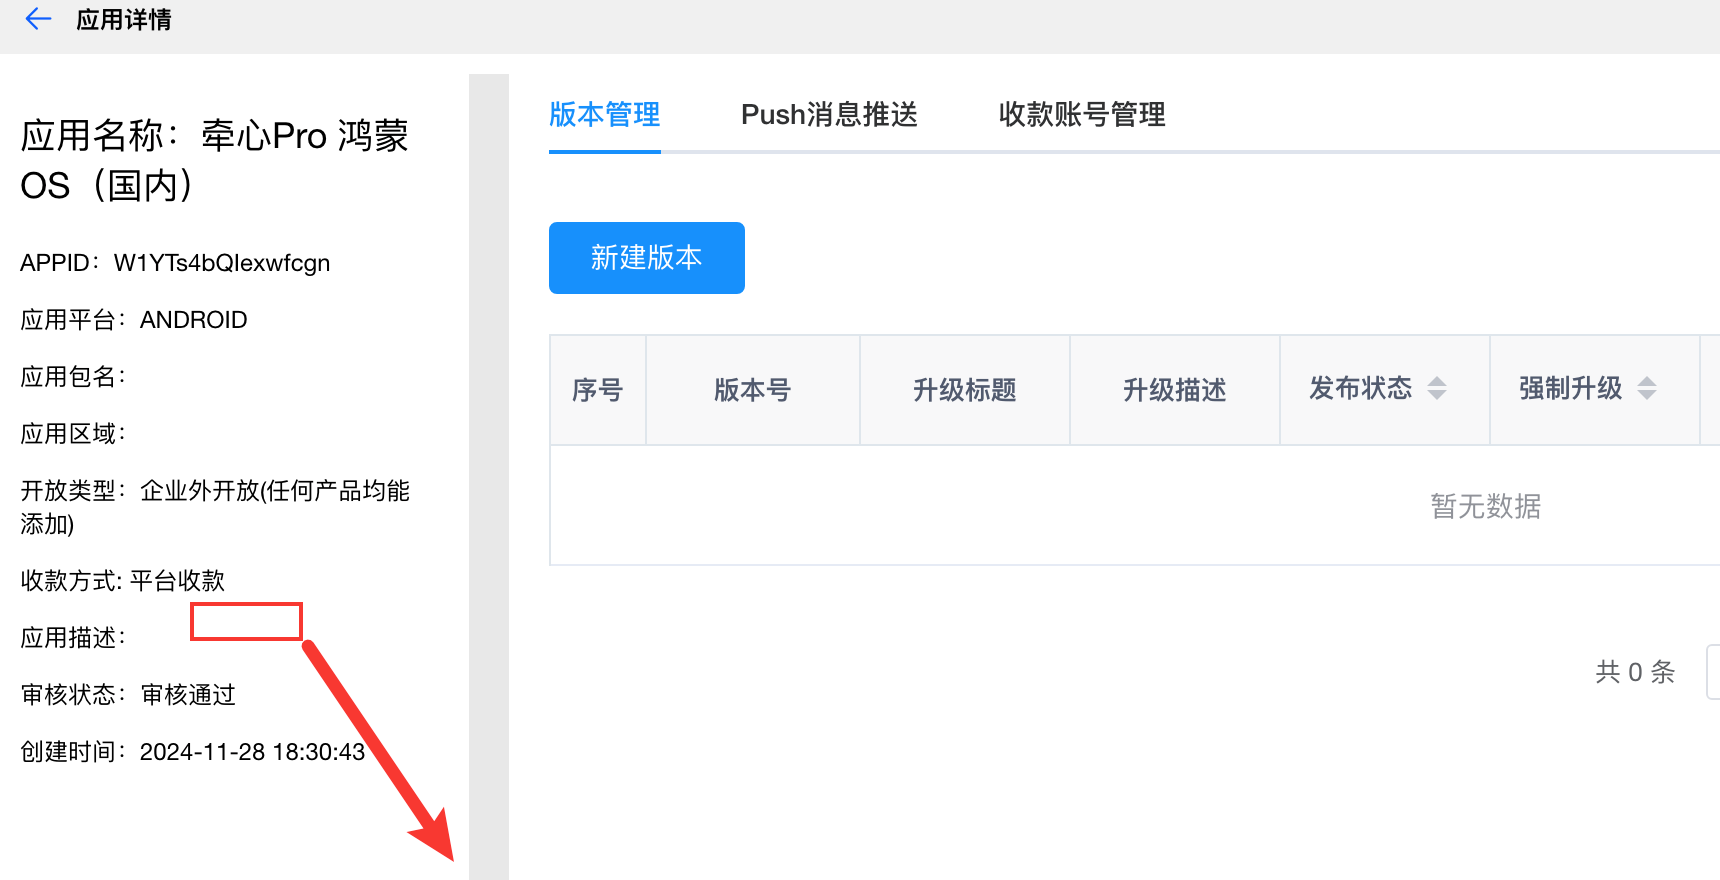 应用详情
应用名称：牵心Pro 鸿蒙
OS（国内）
APPID：W1YTs4bQIexwfcgn
应用平台：ANDROID
应用包名：
应用区域：
开放类型：企业外开放(任何产品均能
添加)
收款方式: 平台收款
应用描述：
审核状态：审核通过
创建时间：2024-11-28 18:30:43
版本管理 Push消息推送 收款账号管理
新建版本
序号 版本号 升级标题 升级描述 发布状态 强制升级
暂无数据
共 0 条